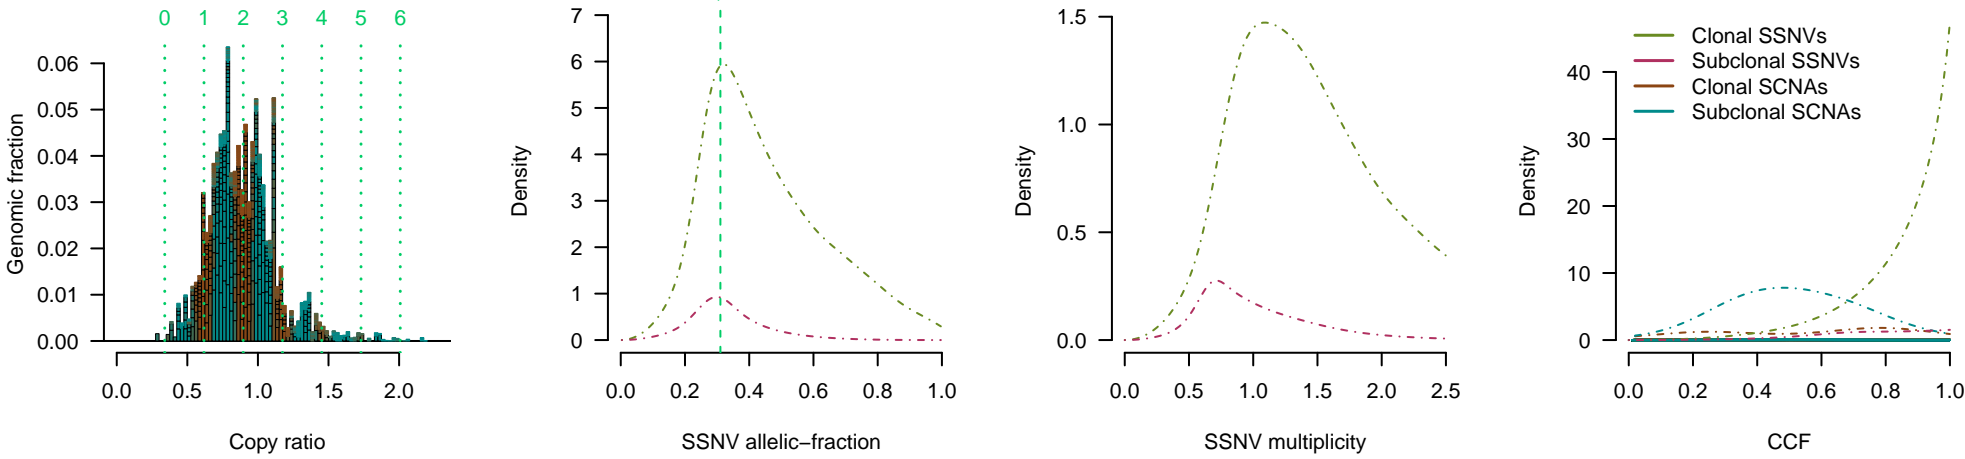 0 1 2 3 4 5 6
0.06
0.05
0.04
0.03
0.02
0.01
0.00
Genomic fraction
0.0 0.5 1.0 1.5 2.0
Copy ratio
7
6
5
4
3
2
1
0
Density
0.0 0.2 0.4 0.6 0.8 1.0
SSNV allelic−fraction
1.5
1.0
0.5
0.0
Density
0.0 0.5 1.0 1.5 2.0 2.5
SSNV multiplicity
Clonal SSNVs
Subclonal SSNVs
Clonal SCNAs
Subclonal SCNAs
40
30
20
10
0
Density
0.0 0.2 0.4 0.6 0.8 1.0
CCF